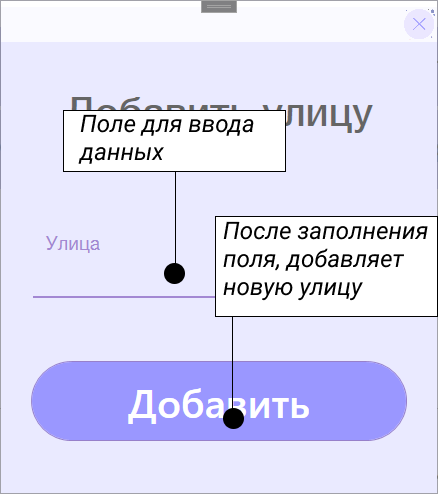 Добавить улицу
Поле для ввода
данных
Улица
После заполнения
поля, добавляет
новую улицу
Добавить